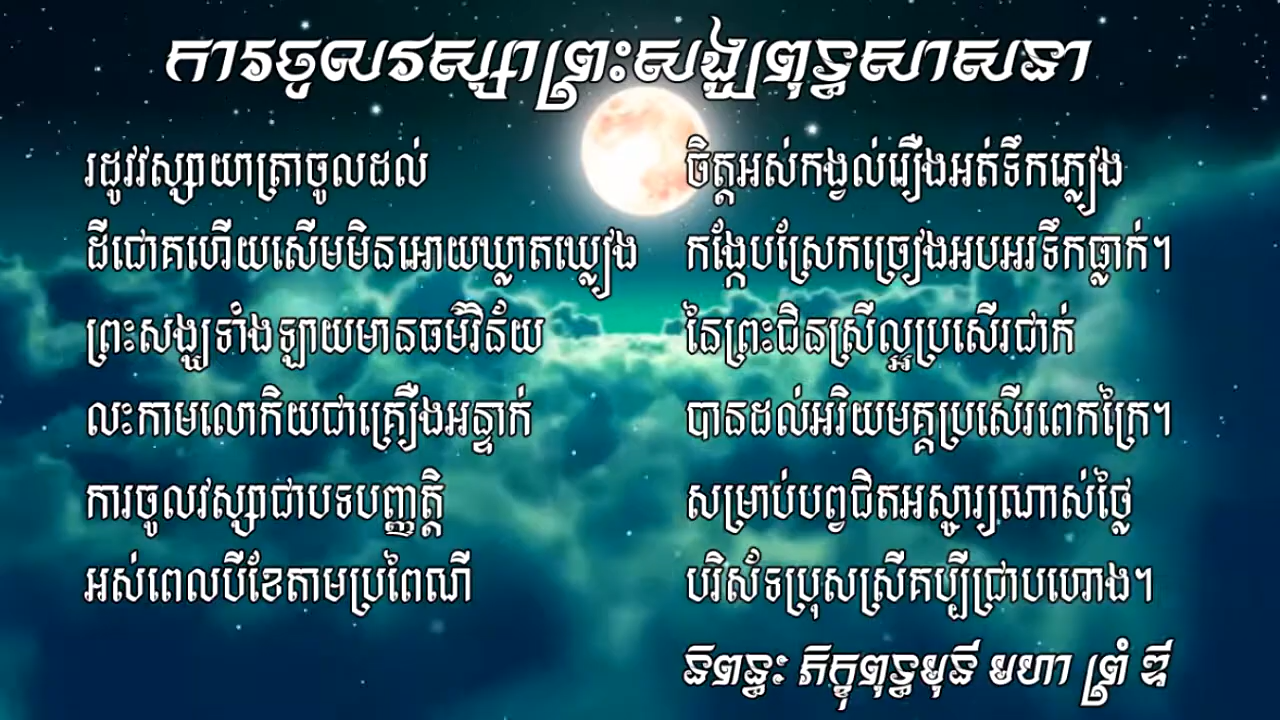 ការចូលវស្សាព្រះសង្ឃពុទ្ធសាសនា
រដូវវស្សាយាត្រាចូលដល់ ចិត្តអស់កង្វល់រឿងអត់ទឹកភ្លៀង
ដីជោគហើយសើមមិនអោយឃ្លាតឃ្លៀង កង្កែបស្រែកច្រៀងអបអរទឹកធ្លាក់។
ព្រះសង្ឃទាំងឡាយមានធម៌វិន័យ នៃព្រះជិនស្រីល្អប្រសើរជាក់
លះកាមលោកិយជាគ្រឿងអន្ទាក់ បានដល់អរិយមគ្គប្រសើរពេកក្រៃ។
ការចូលវស្សាជាបទបញ្ញត្តិ សម្រាប់បព្វជិតអស្ចារ្យណាស់ថ្លៃ
អស់ពេលបីខែតាមប្រពៃណី បរិស័ទប្រុសស្រីគប្បីជ្រាបហោង។
និពន្ធ៖ ភិក្ខុពុទ្ធមុនី មហា ព្រំ ឌី